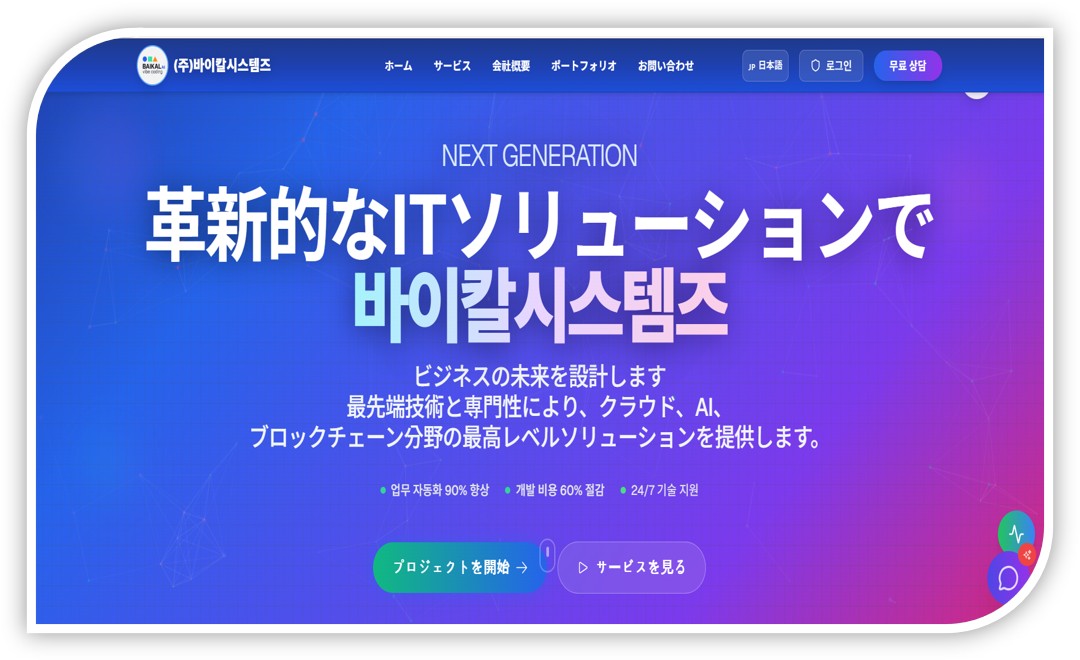 BAIKAL AI
vibe coding
(주)바이칼시스템즈
ホーム サービス 会社概要 ポートフォリオ お問い合わせ
JP 日本語
로그인
무료 상담
NEXT GENERATION
革新的なITソリューションで
바이칼시스템즈
ビジネスの未来を設計します
最先端技術と専門性により、クラウド、AI、
ブロックチェーン分野の最高レベルソリューションを提供します。
업무 자동화 90% 향상 개발 비용 60% 절감 24/7 기술 지원
プロジェクトを開始 →
サービスを見る